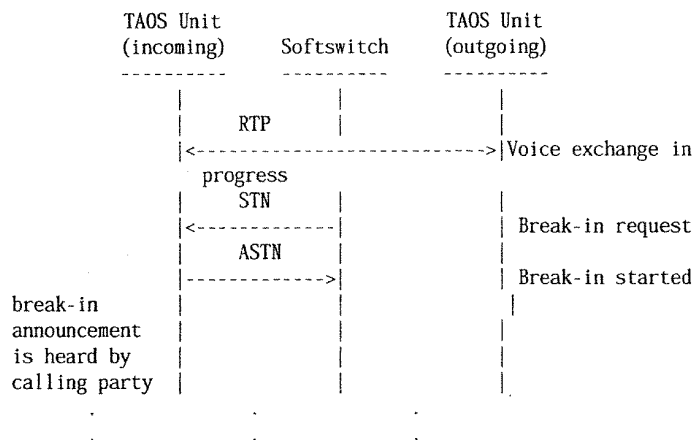 TAOS Unit TAOS Unit
(incoming) Softswitch (outgoing)
---------- ---------- ----------
| | |
| RTP | |
|<---------------------------->|Voice exchange in
progress
| STN | |
|<-------------| | Break-in request
| ASTN | |
|------------->| | Break-in started
break-in | | |
announcement | | |
is heard by | | |
calling party | | |
. . .
. . .